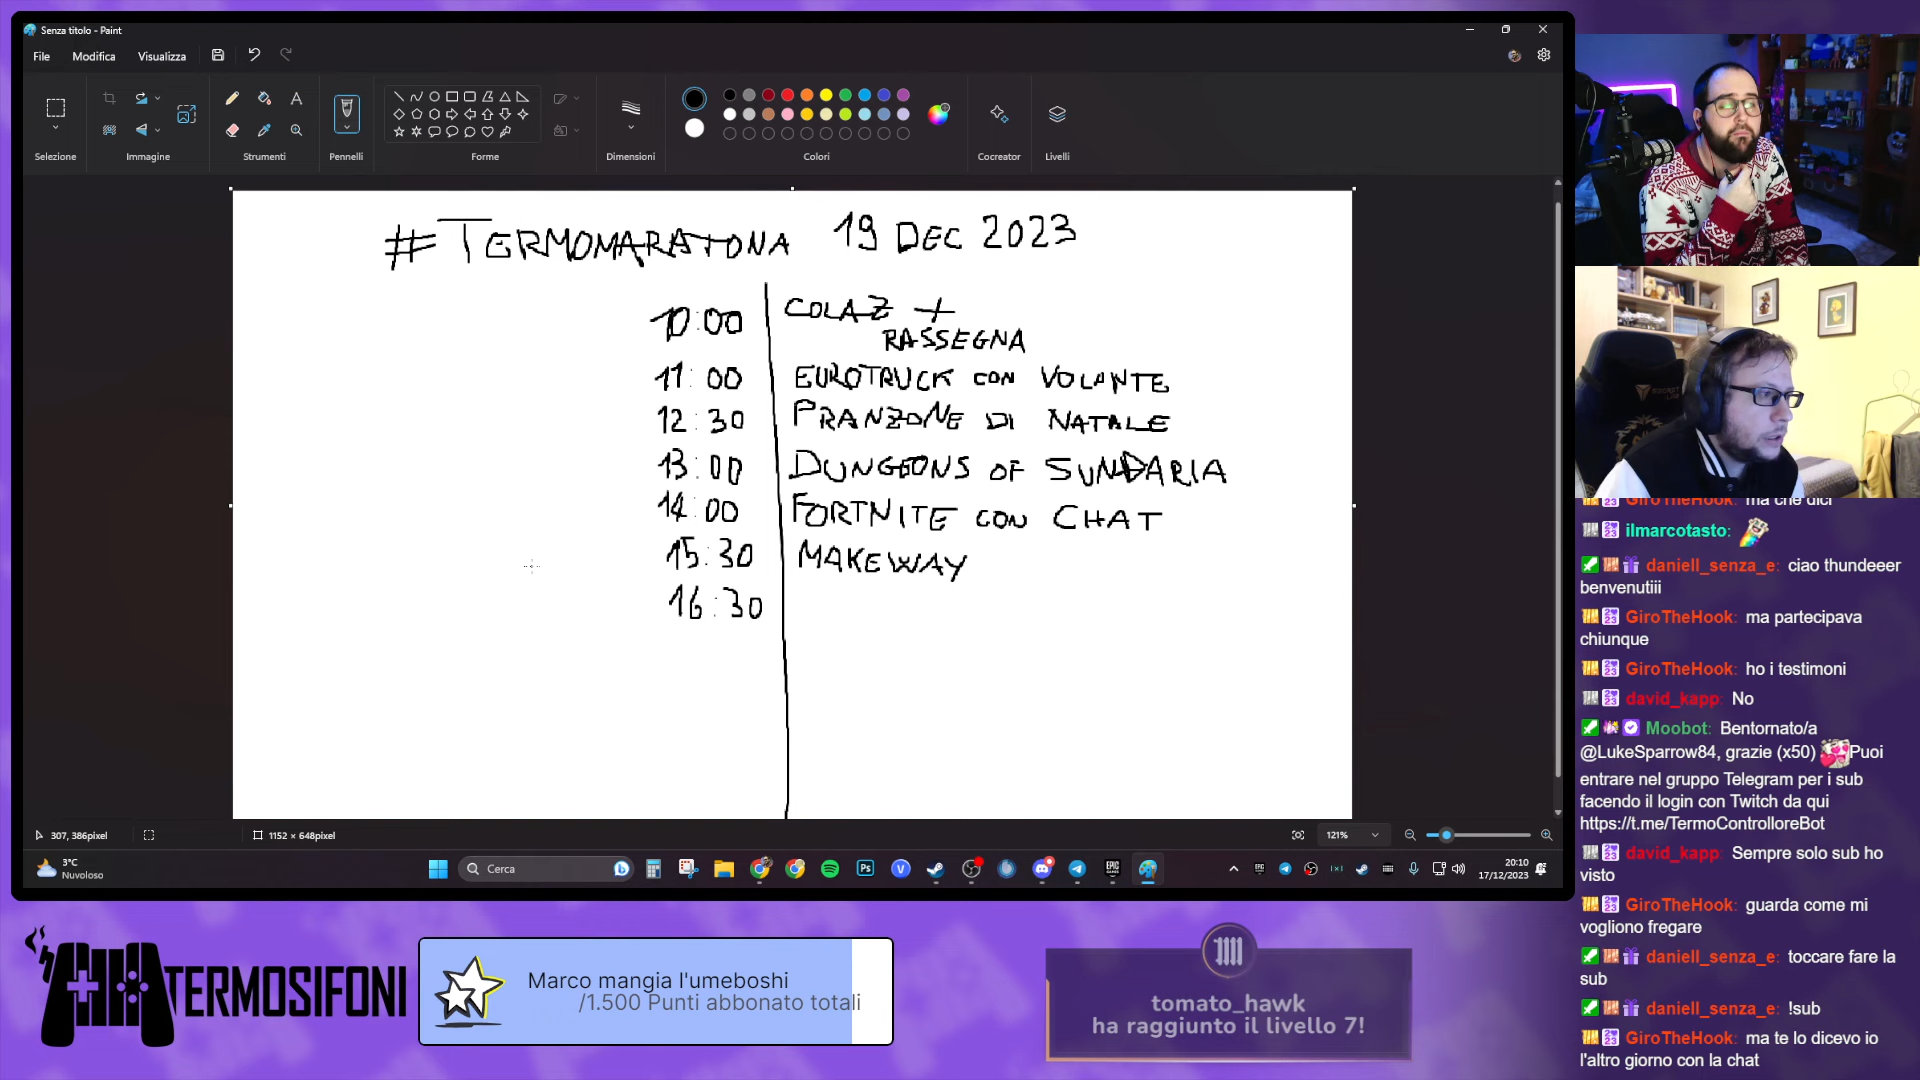 Senza titolo - Paint
File Modifica Visualizza
Selezione Immagine Strumenti Pennelli Forme Dimensioni Colori Cocreator Livelli
#TERMOMARATONA 19 DEC 2023
10:00 COLAZ +
RASSEGNA
11:00 EUROTRUCK CON VOLANTE
12:30 PRANZONE DI NATALE
13:00 DUNGEONS OF SUNDARIA
14:00 FORTNITE CON CHAT
15:30 MAKEWAY
16:30
307, 386pixel 1152 × 648pixel 121%
3°C
Nuvoloso
Cerca
20:10
17/12/2023
GiroTheHook: ma che dici
ilmarcotasto:
daniell_senza_e: ciao thundeeer
benvenutiii
GiroTheHook: ma partecipava
chiunque
GiroTheHook: ho i testimoni
david_kapp: No
Moobot: Bentornato/a
@LukeSparrow84, grazie (x50) Puoi
entrare nel gruppo Telegram per i sub
facendo il login con Twitch da qui
https://t.me/TermoControlloreBot
david_kapp: Sempre solo sub ho
visto
GiroTheHook: guarda come mi
vogliono fregare
daniell_senza_e: toccare fare la
sub
daniell_senza_e: !sub
GiroTheHook: ma te lo dicevo io
l'altro giorno con la chat
TERMOSIFONI
Marco mangia l'umeboshi
/1.500 Punti abbonato totali
tomato_hawk
ha raggiunto il livello 7!